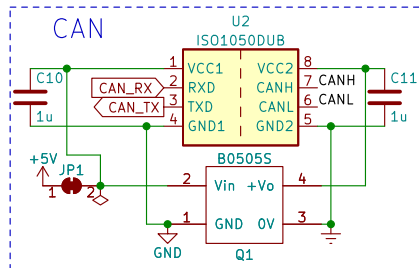 CAN
U2
ISO1050DUB
C10
1u
1 VCC1 VCC2 8
CAN_RX 2 RXD CANH 7 CANH
CAN_TX 3 TXD CANL 6 CANL
4 GND1 GND2 5
C11
1u
+5V
JP1
1 2
B0505S
2 Vin +Vo 4
1 GND 0V 3
GND
Q1